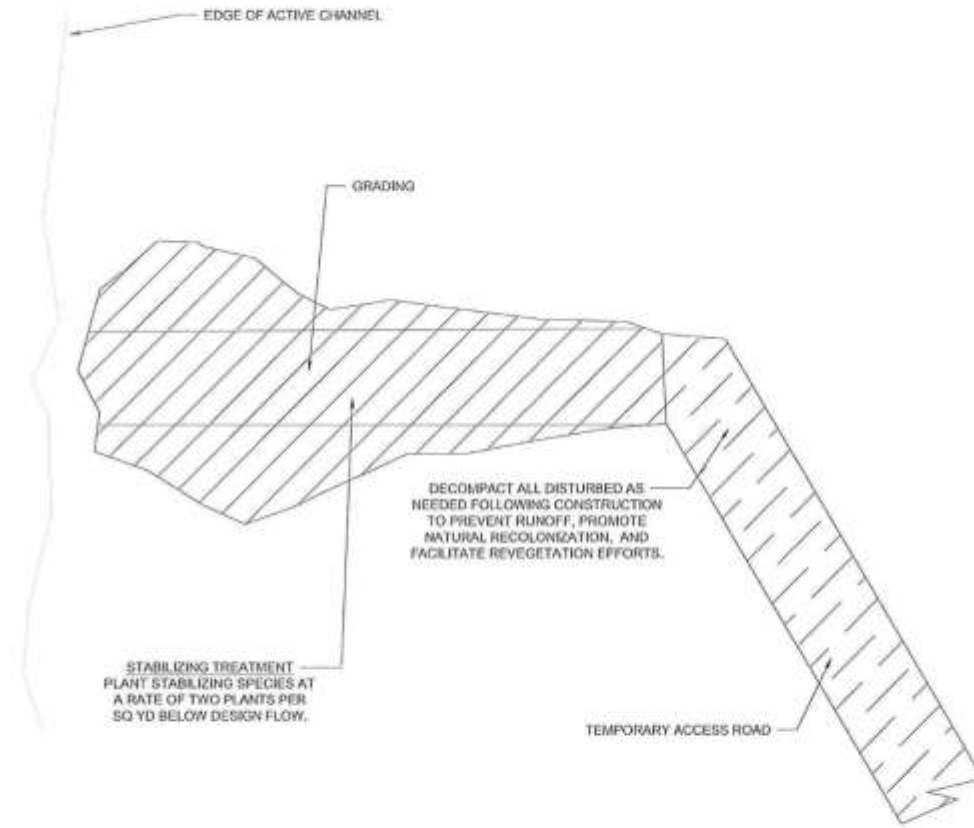 EDGE OF ACTIVE CHANNEL
GRADING
DECOMPACT ALL DISTURBED AS
NEEDED FOLLOWING CONSTRUCTION
TO PREVENT RUNOFF, PROMOTE
NATURAL RECOLONIZATION, AND
FACILITATE REVEGETATION EFFORTS.
STABILIZING TREATMENT
PLANT STABILIZING SPECIES AT
A RATE OF TWO PLANTS PER
SQ YD BELOW DESIGN FLOW.
TEMPORARY ACCESS ROAD